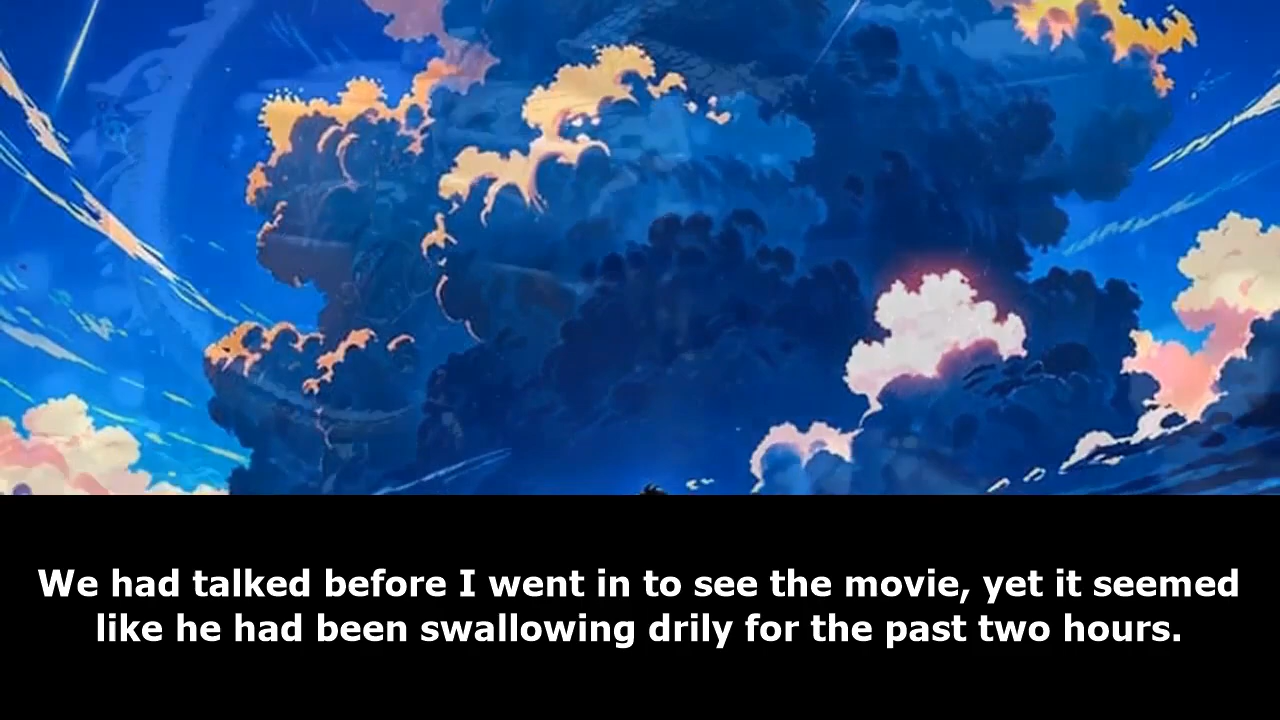 We had talked before I went in to see the movie, yet it seemed
like he had been swallowing drily for the past two hours.